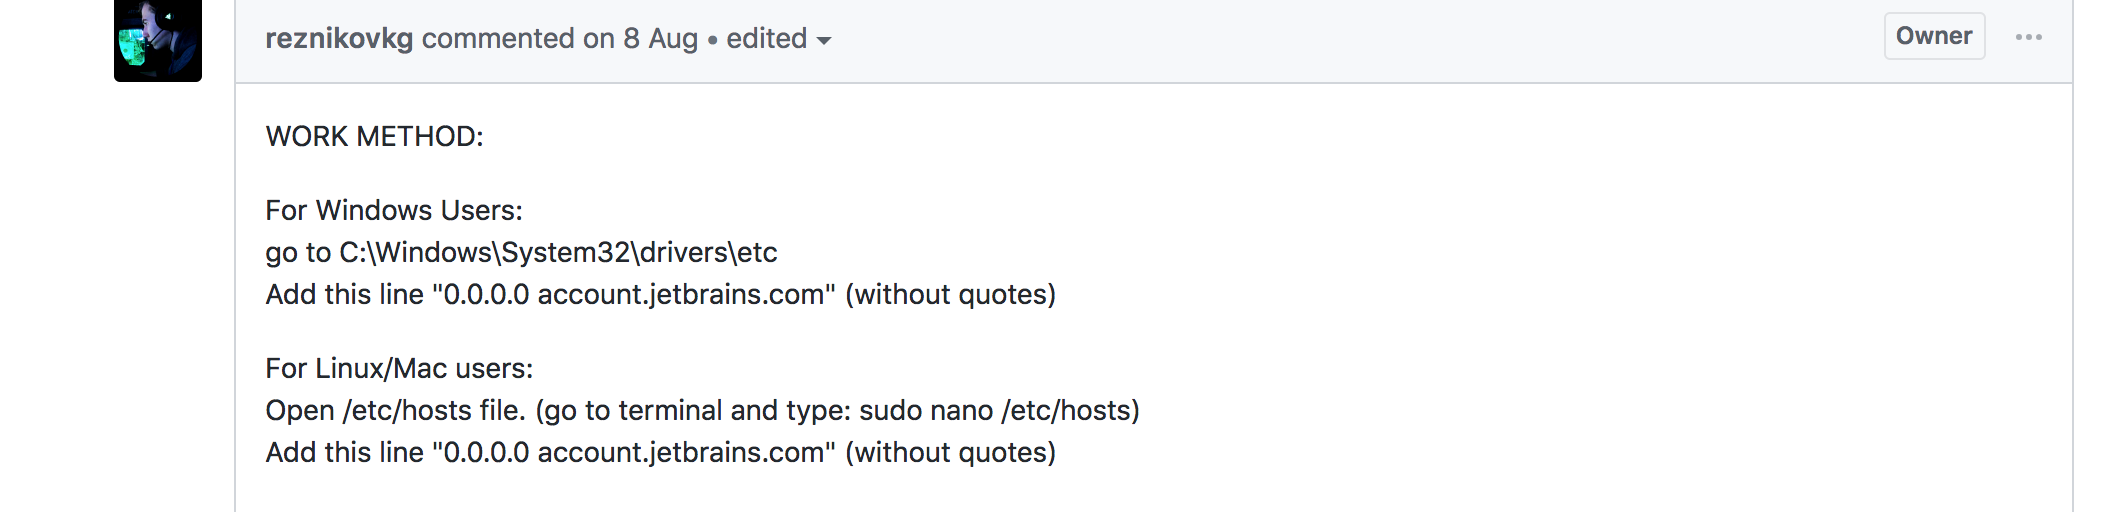 reznikovkg commented on 8 Aug • edited
Owner
WORK METHOD:
For Windows Users:
go to C:\Windows\System32\drivers\etc
Add this line "0.0.0.0 account.jetbrains.com" (without quotes)
For Linux/Mac users:
Open /etc/hosts file. (go to terminal and type: sudo nano /etc/hosts)
Add this line "0.0.0.0 account.jetbrains.com" (without quotes)